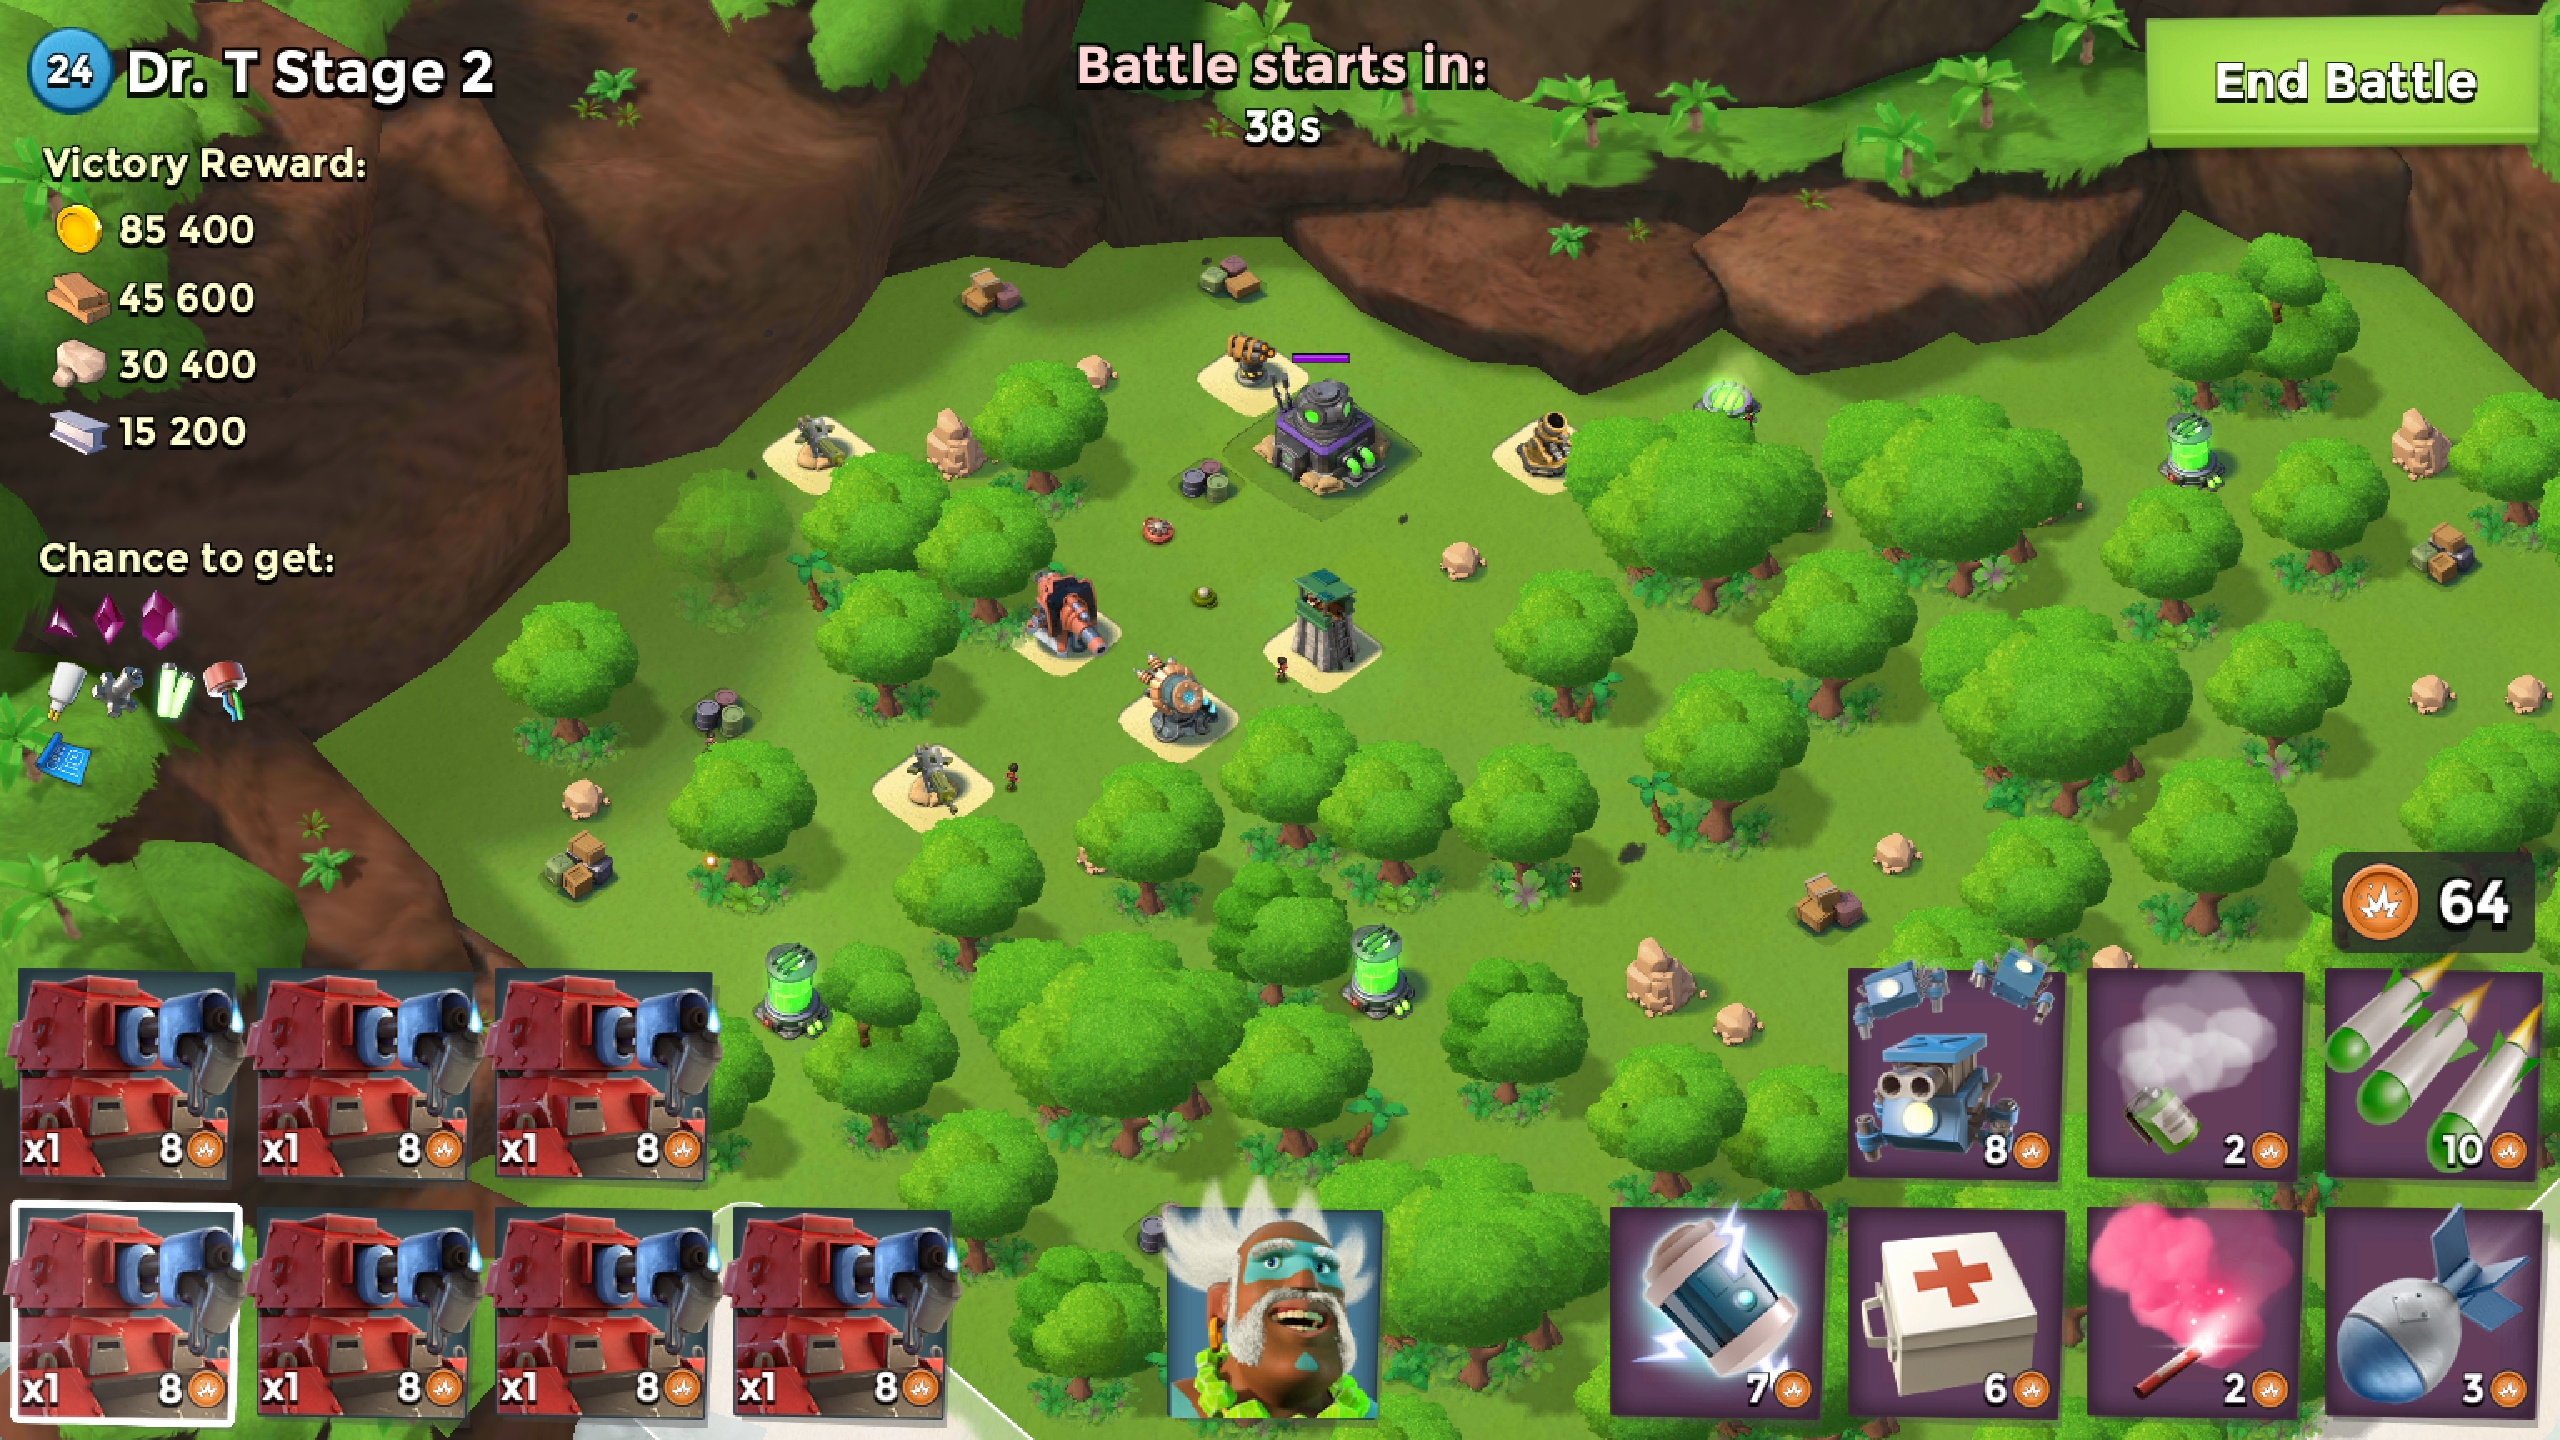 24 Dr. T Stage 2
Battle starts in:
38s
End Battle
Victory Reward:
85 400
45 600
30 400
15 200
Chance to get:
64
x1 8
x1 8
x1 8
8
2
10
x1 8
x1 8
x1 8
x1 8
7
6
2
3